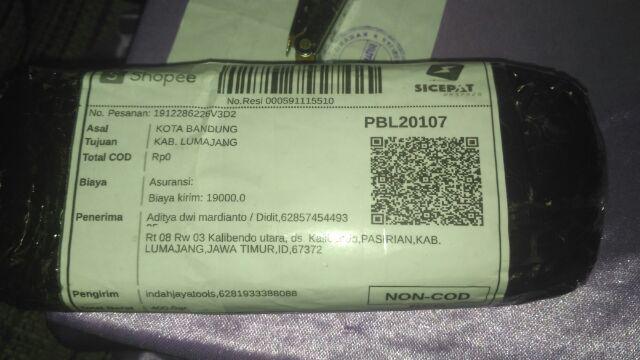 Shopee
SICEPAT
EKSPRES
No.Resi 000591115510
No. Pesanan: 1912286226V3D2
PBL20107
Asal KOTA BANDUNG
Tujuan KAB. LUMAJANG
Total COD Rp0
Biaya Asuransi:
Biaya kirim: 19000.0
Penerima Aditya dwi mardianto / Didit,62857454493
Rt 08 Rw 03 Kalibendo utara, ds. PASIRIAN,KAB.
LUMAJANG,JAWA TIMUR,ID,67372
Pengirim indahjayatools,6281933388088
NON-COD